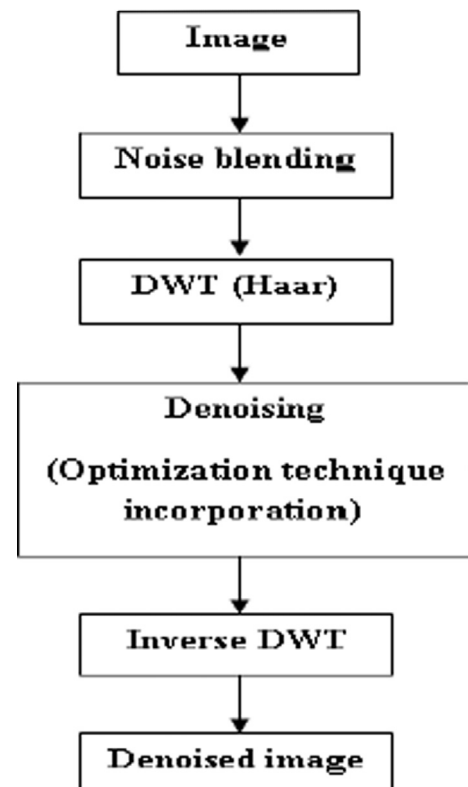 Image
Noise blending
DWT (Haar)
Denoising
(Optimization technique
incorporation)
Inverse DWT
Denoised image